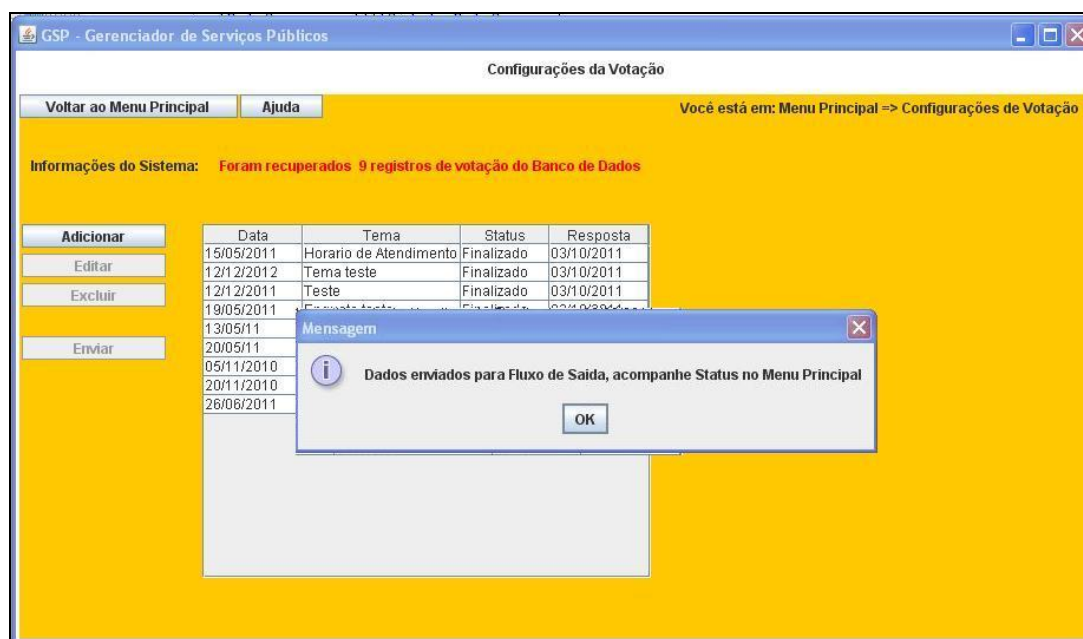 GSP - Gerenciador de Serviços Públicos
Configurações da Votação
Voltar ao Menu Principal Ajuda Você está em: Menu Principal => Configurações de Votação
Informações do Sistema: Foram recuperados 9 registros de votação do Banco de Dados
Adicionar
Editar
Excluir
Enviar
Data Tema Status Resposta
15/05/2011 Horario de Atendimento Finalizado 03/10/2011
12/12/2012 Tema teste Finalizado 03/10/2011
12/12/2011 Teste Finalizado 03/10/2011
19/05/2011
13/05/11
20/05/11
05/11/2010
20/11/2010
26/06/2011
Mensagem
Dados enviados para Fluxo de Saida, acompanhe Status no Menu Principal
OK